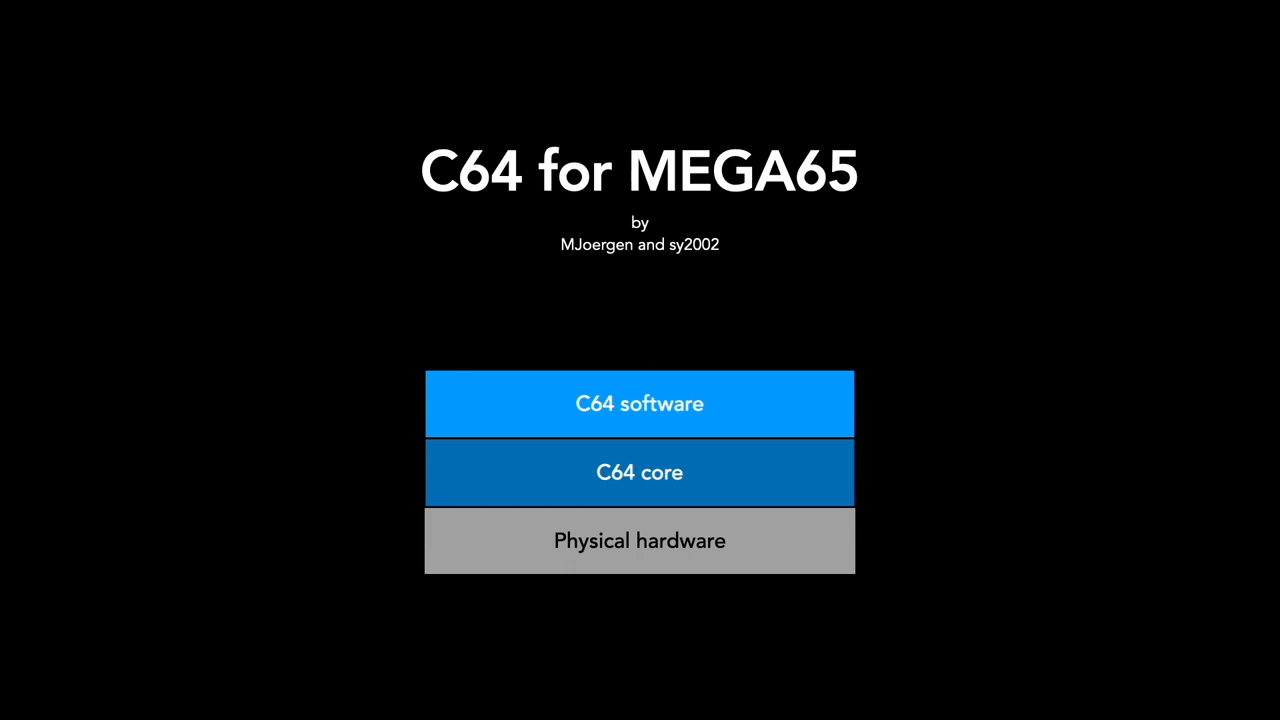 C64 for MEGA65
by
MJoergen and sy2002
C64 software
C64 core
Physical hardware